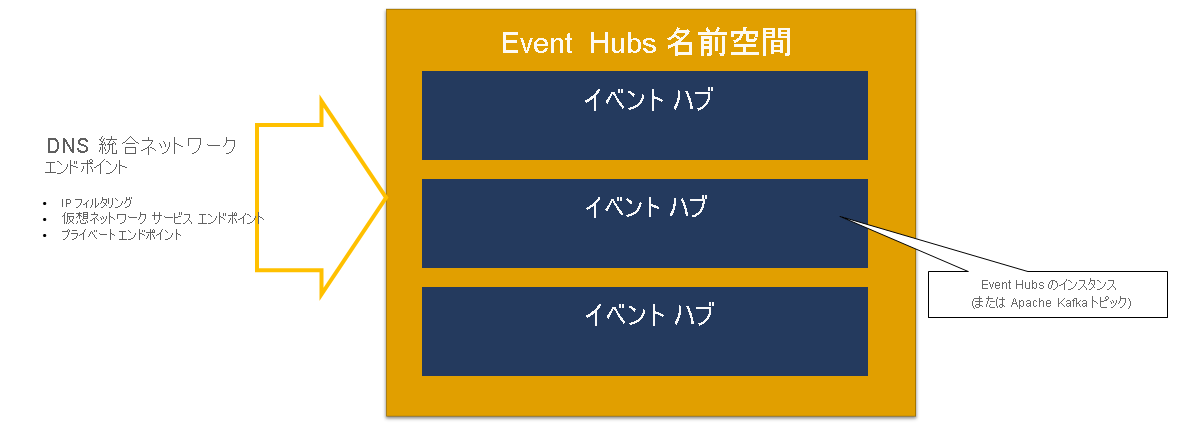 Event Hubs 名前空間
イベント ハブ
DNS 統合ネットワーク
エンドポイント
• IP フィルタリング
• 仮想ネットワーク サービス エンドポイント
• プライベート エンドポイント
イベント ハブ
Event Hubs のインスタンス
(または Apache Kafka トピック)
イベント ハブ